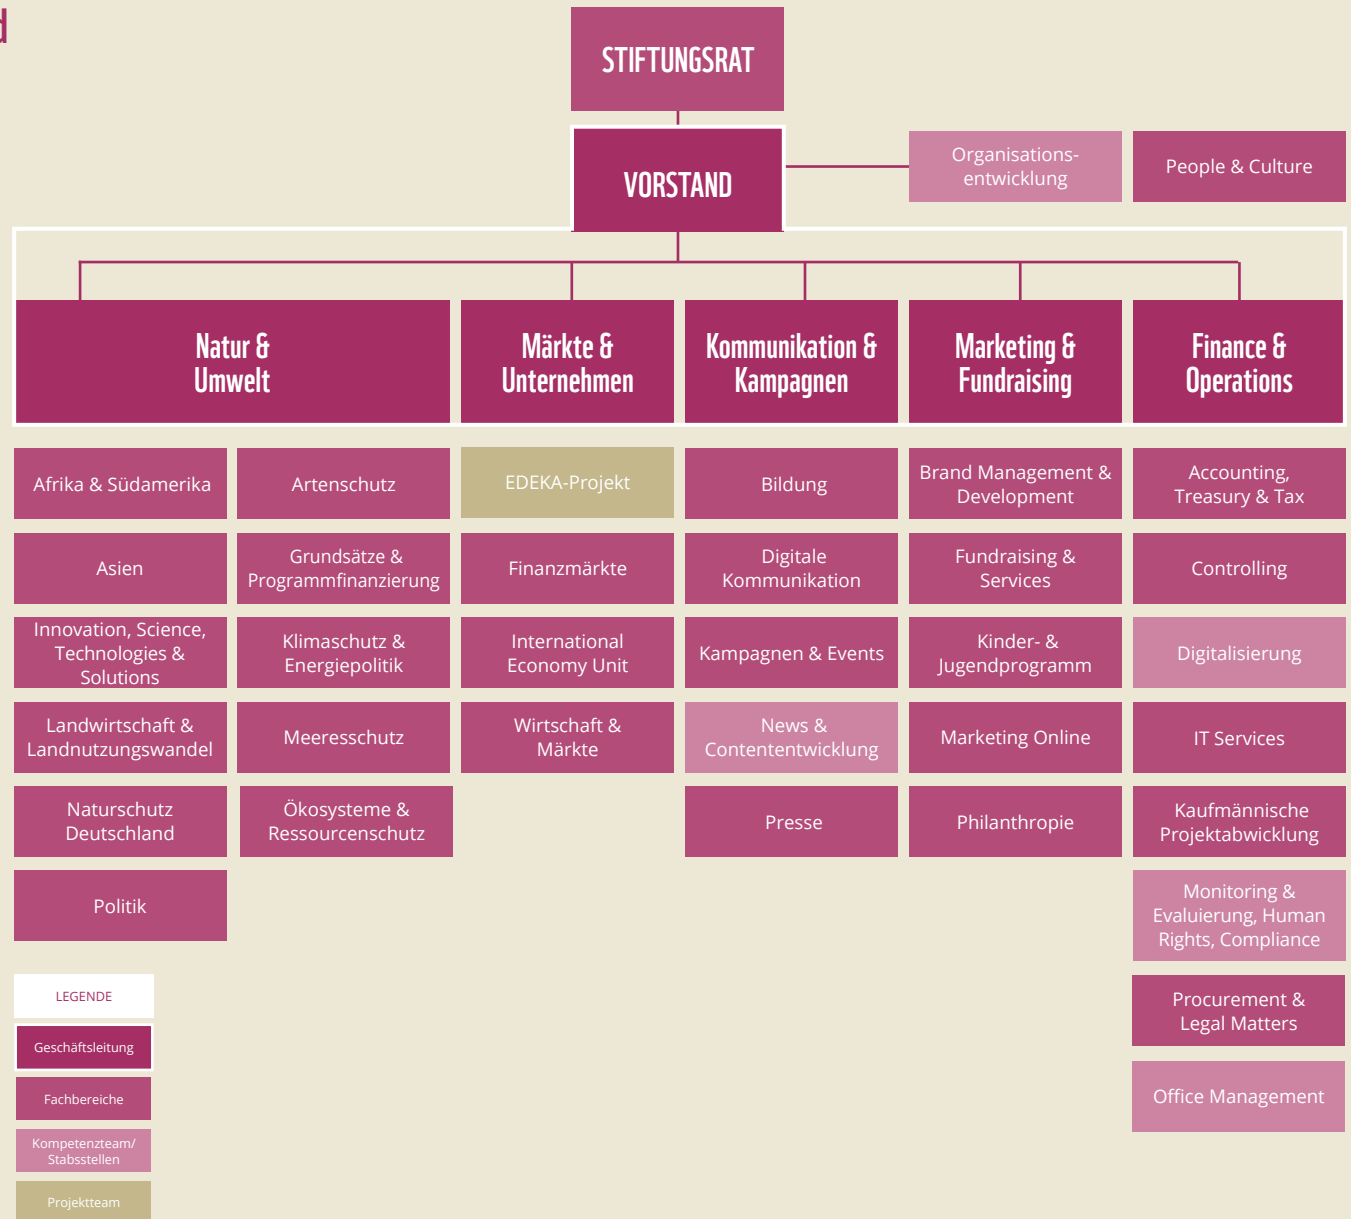 d
STIFTUNGSRAT
VORSTAND
Organisations-
entwicklung
People & Culture
Natur &
Umwelt
Märkte &
Unternehmen
Kommunikation &
Kampagnen
Marketing &
Fundraising
Finance &
Operations
Afrika & Südamerika
Asien
Innovation, Science,
Technologies &
Solutions
Landwirtschaft &
Landnutzungswandel
Naturschutz
Deutschland
Politik
Artenschutz
Grundsätze &
Programmfinanzierung
Klimaschutz &
Energiepolitik
Meeresschutz
Ökosysteme &
Ressourcenschutz
EDEKA-Projekt
Finanzmärkte
International
Economy Unit
Wirtschaft &
Märkte
Bildung
Digitale
Kommunikation
Kampagnen & Events
News &
Contententwicklung
Presse
Brand Management &
Development
Fundraising &
Services
Kinder- &
Jugendprogramm
Marketing Online
Philanthropie
Accounting,
Treasury & Tax
Controlling
Digitalisierung
IT Services
Kaufmännische
Projektabwicklung
Monitoring &
Evaluierung, Human
Rights, Compliance
Procurement &
Legal Matters
Office Management
LEGENDE
Geschäftsleitung
Fachbereiche
Kompetenzteam/
Stabsstellen
Projektteam